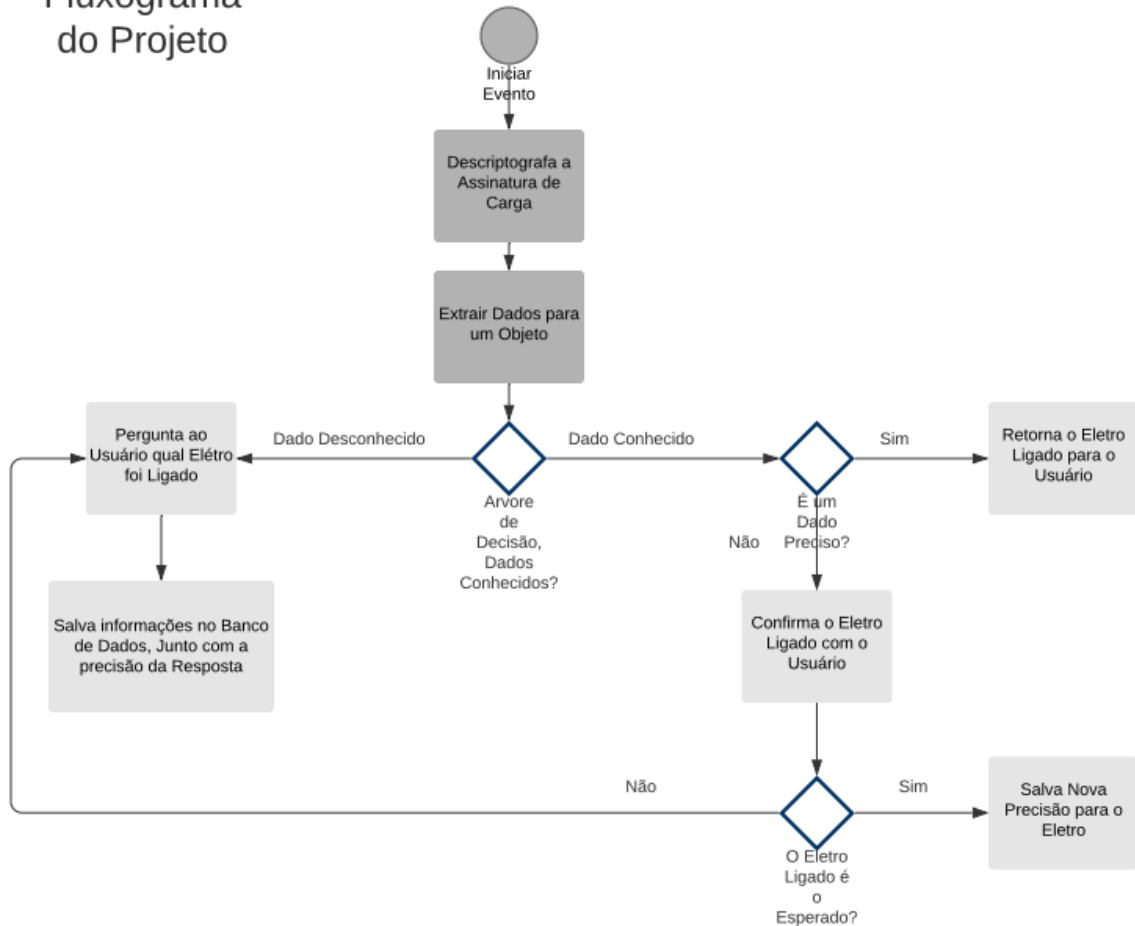 do Projeto
Iniciar
Evento
Descriptografa a
Assinatura de
Carga
Extrair Dados para
um Objeto
Pergunta ao
Usuário qual Elétro
foi Ligado
Dado Desconhecido
Dado Conhecido
Sim
Retorna o Eletro
Ligado para o
Usuário
Arvore
de
Decisão,
Dados
Conhecidos?
É um
Dado
Preciso?
Não
Salva informações no Banco
de Dados, Junto com a
precisão da Resposta
Confirma o Eletro
Ligado com o
Usuário
Não
Sim
Salva Nova
Precisão para o
Eletro
O Eletro
Ligado é
o
Esperado?